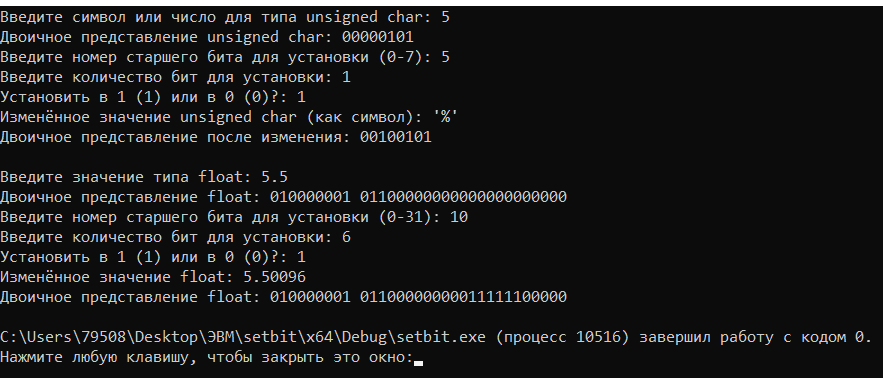 Введите символ или число для типа unsigned char: 5
Двоичное представление unsigned char: 00000101
Введите номер старшего бита для установки (0-7): 5
Введите количество бит для установки: 1
Установить в 1 (1) или в 0 (0)?: 1
Изменённое значение unsigned char (как символ): '%'
Двоичное представление после изменения: 00100101
Введите значение типа float: 5.5
Двоичное представление float: 010000001 01100000000000000000000
Введите номер старшего бита для установки (0-31): 10
Введите количество бит для установки: 6
Установить в 1 (1) или в 0 (0)?: 1
Изменённое значение float: 5.50096
Двоичное представление float: 010000001 01100000000011111100000
C:\Users\79508\Desktop\ЭВМ\setbit\x64\Debug\setbit.exe (процесс 10516) завершил работу с кодом 0.
Нажмите любую клавишу, чтобы закрыть это окно: